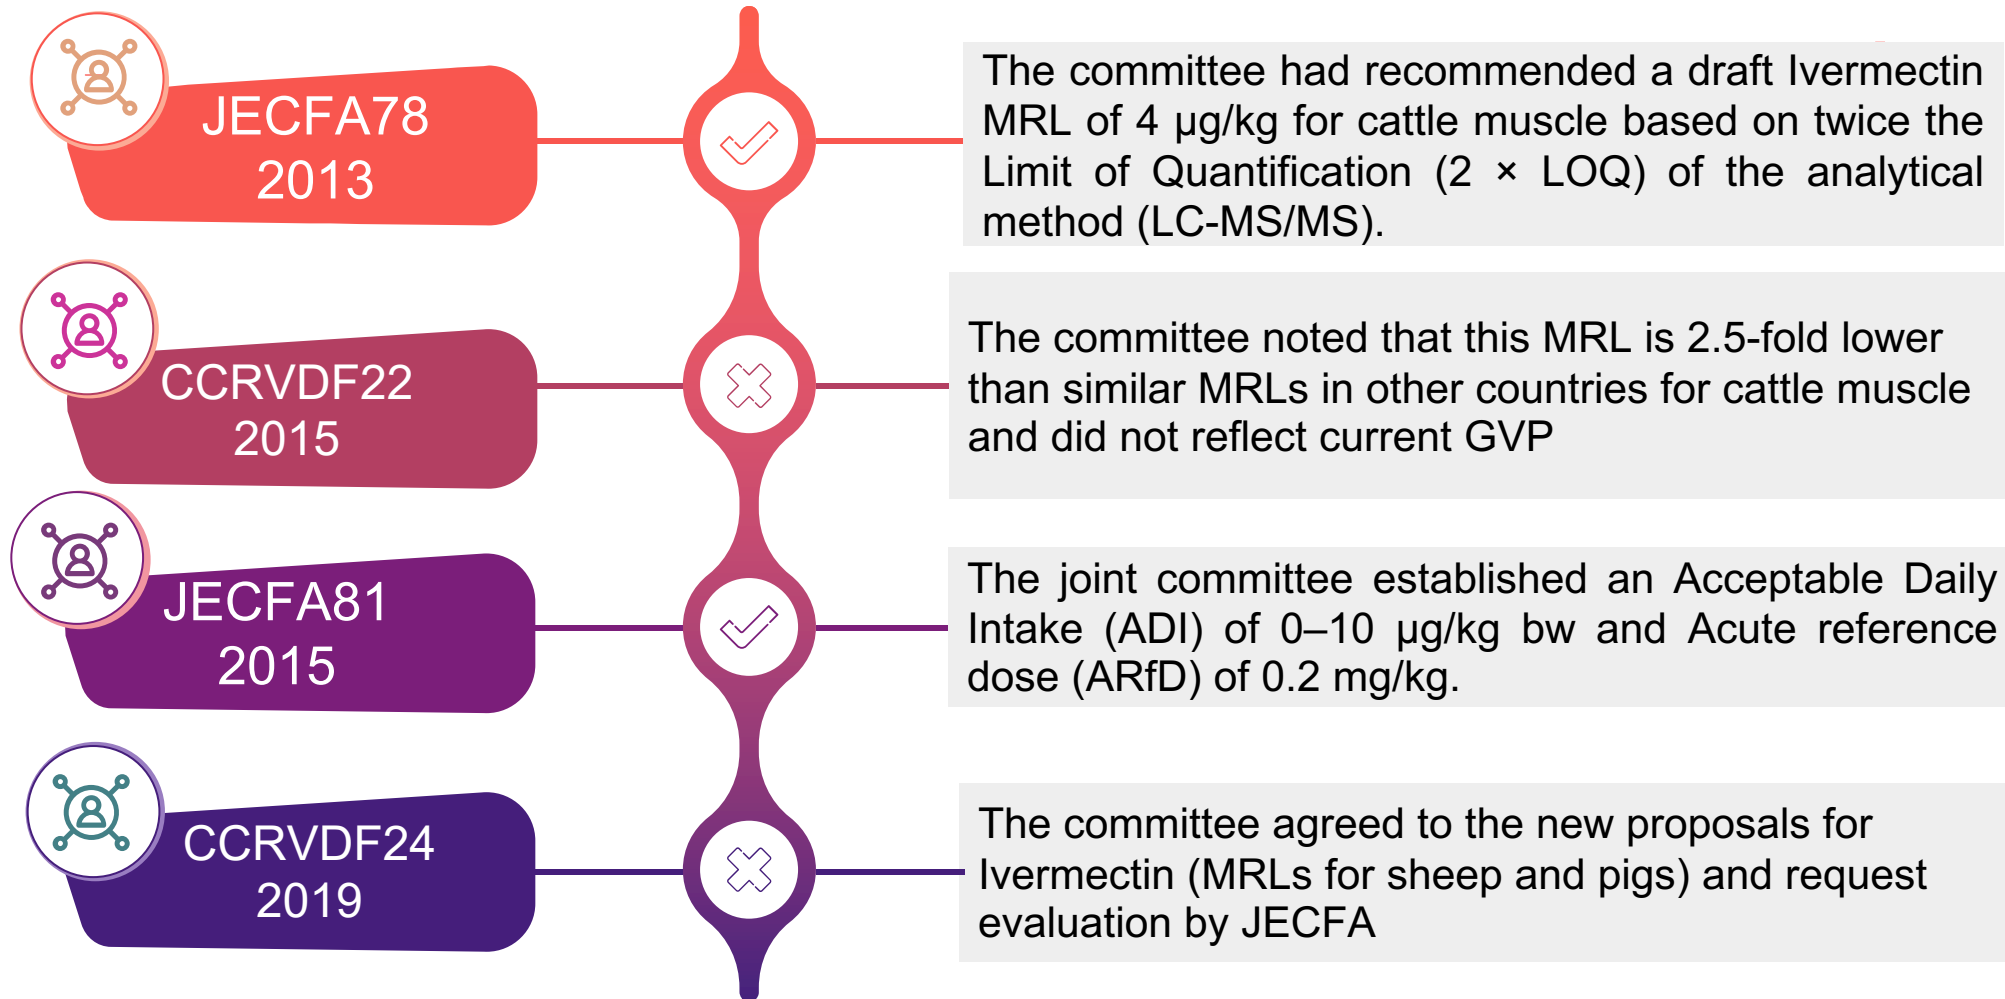 JECFA78
2013
The committee had recommended a draft Ivermectin
MRL of 4 µg/kg for cattle muscle based on twice the
Limit of Quantification (2 × LOQ) of the analytical
method (LC-MS/MS).
CCRVDF22
2015
The committee noted that this MRL is 2.5-fold lower
than similar MRLs in other countries for cattle muscle
and did not reflect current GVP
JECFA81
2015
The joint committee established an Acceptable Daily
Intake (ADI) of 0–10 µg/kg bw and Acute reference
dose (ARfD) of 0.2 mg/kg.
CCRVDF24
2019
The committee agreed to the new proposals for
Ivermectin (MRLs for sheep and pigs) and request
evaluation by JECFA